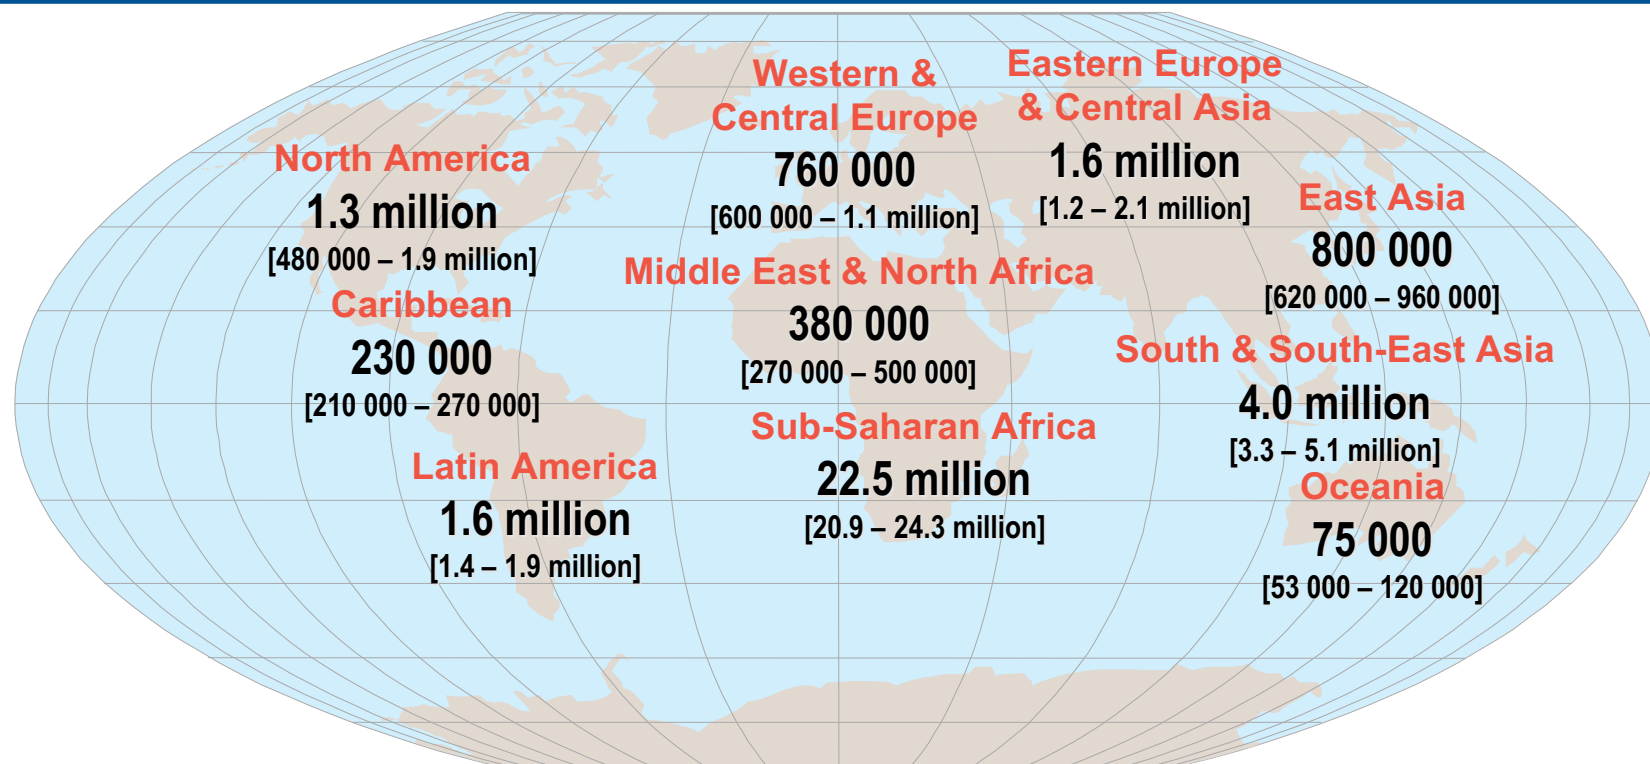 Western &
Central Europe
760 000
[600 000 – 1.1 million]
Eastern Europe
& Central Asia
1.6 million
[1.2 – 2.1 million]
North America
1.3 million
[480 000 – 1.9 million]
East Asia
800 000
[620 000 – 960 000]
Middle East & North Africa
380 000
[270 000 – 500 000]
Caribbean
230 000
[210 000 – 270 000]
South & South-East Asia
4.0 million
[3.3 – 5.1 million]
Sub-Saharan Africa
22.5 million
[20.9 – 24.3 million]
Latin America
1.6 million
[1.4 – 1.9 million]
Oceania
75 000
[53 000 – 120 000]